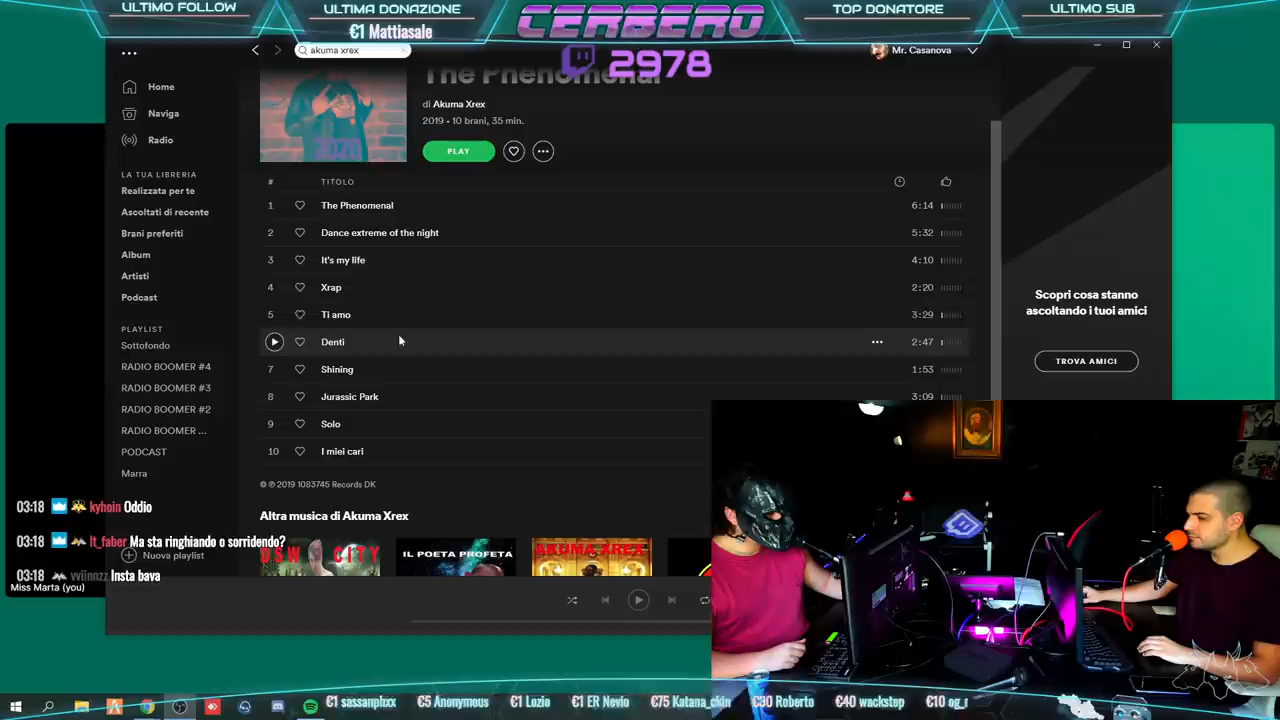 ULTIMO FOLLOW
ULTIMA DONAZIONE
€1 Mattiasale
CERBERO
2978
TOP DONATORE
ULTIMO SUB
akuma xrex
Mr. Casanova
Home
Naviga
Radio
LA TUA LIBRERIA
Realizzata per te
Ascoltati di recente
Brani preferiti
Album
Artisti
Podcast
PLAYLIST
Sottofondo
RADIO BOOMER #4
RADIO BOOMER #3
RADIO BOOMER #2
RADIO BOOMER ...
PODCAST
Marra
Nuova playlist
The Phenomenal
di Akuma Xrex
2019 • 10 brani, 35 min.
PLAY
2020
# TITOLO
1 The Phenomenal 6:14
2 Dance extreme of the night 5:32
3 It's my life 4:10
4 Xrap 2:20
5 Ti amo 3:29
Denti 2:47
7 Shining 1:53
8 Jurassic Park 3:09
9 Solo
10 I miei cari
© ℗ 2019 1083745 Records DK
Altra musica di Akuma Xrex
DSW CITY
IL POETA PROFETA
AKUMA XREX
Scopri cosa stanno
ascoltando i tuoi amici
TROVA AMICI
03:18 kyhoin Oddio
03:18 lt_faber Ma sta ringhiando o sorridendo?
03:18 vviinnzz Insta bava
Miss Marta (you)
€1 sassanphxx €5 Anonymous €1 Lozio €1 ER Nevio €75 Katana_ckin €30 Roberto €40 wackstep €10